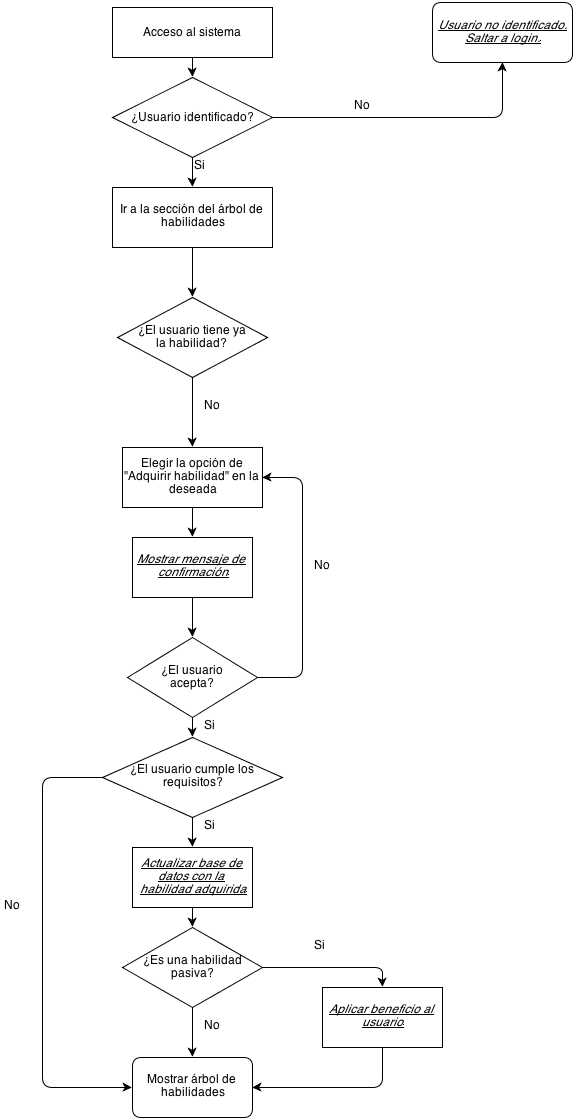 Acceso al sistema
Usuario no identificado.
Saltar a login.
¿Usuario identificado?
No
Si
Ir a la sección del árbol de
habilidades
¿El usuario tiene ya
la habilidad?
No
Elegir la opción de
"Adquirir habilidad" en la
deseada
Mostrar mensaje de
confirmación
No
¿El usuario
acepta?
Si
¿El usuario cumple los
requisitos?
Si
Actualizar base de
datos con la
habilidad adquirida
No
¿Es una habilidad
pasiva?
Si
Aplicar beneficio al
usuario
No
Mostrar árbol de
habilidades